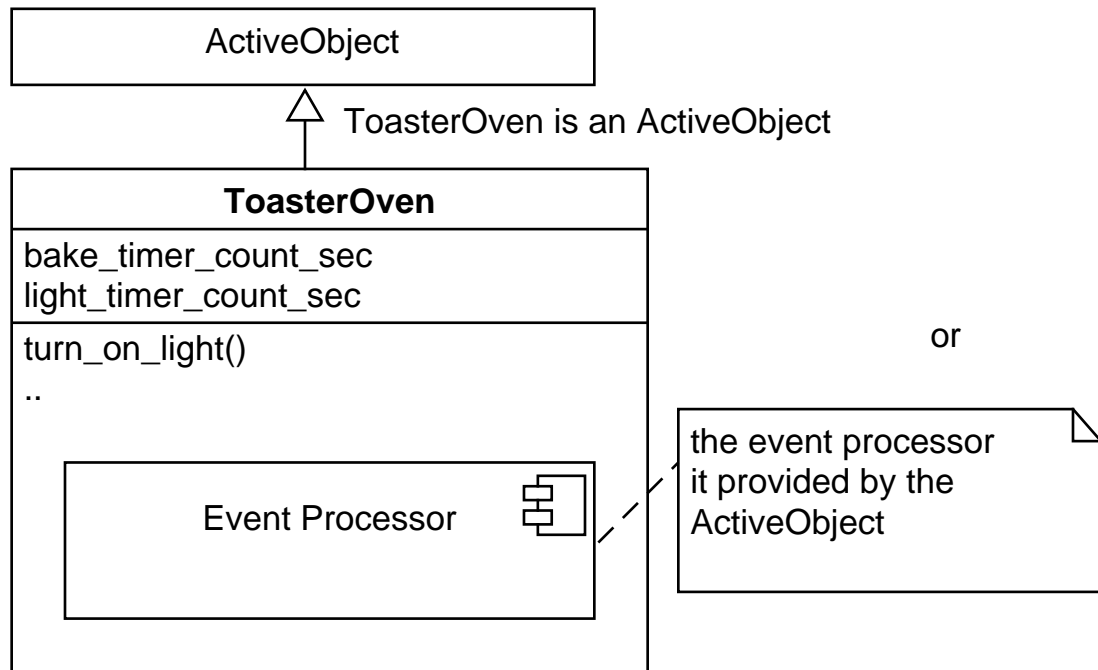 ActiveObject
ToasterOven is an ActiveObject
ToasterOven
bake_timer_count_sec
light_timer_count_sec
turn_on_light()
..
or
the event processor
it provided by the
ActiveObject
Event Processor